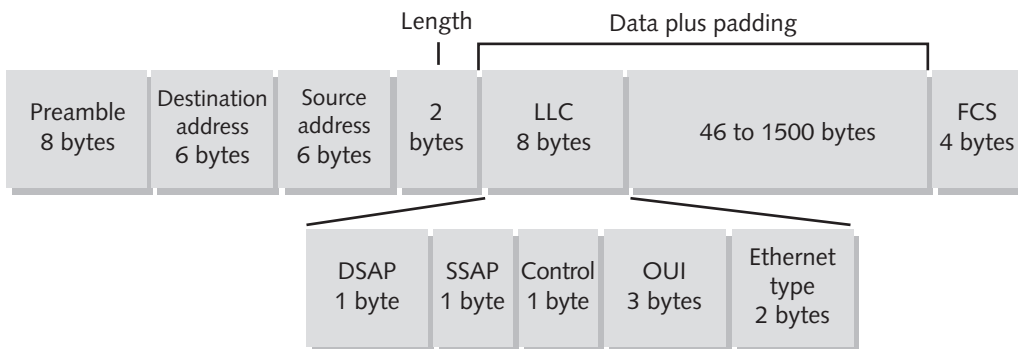 Length
Data plus padding
Preamble
8 bytes
Destination
address
6 bytes
Source
address
6 bytes
2
bytes
LLC
8 bytes
46 to 1500 bytes
FCS
4 bytes
DSAP
1 byte
SSAP
1 byte
Control
1 byte
OUI
3 bytes
Ethernet
type
2 bytes